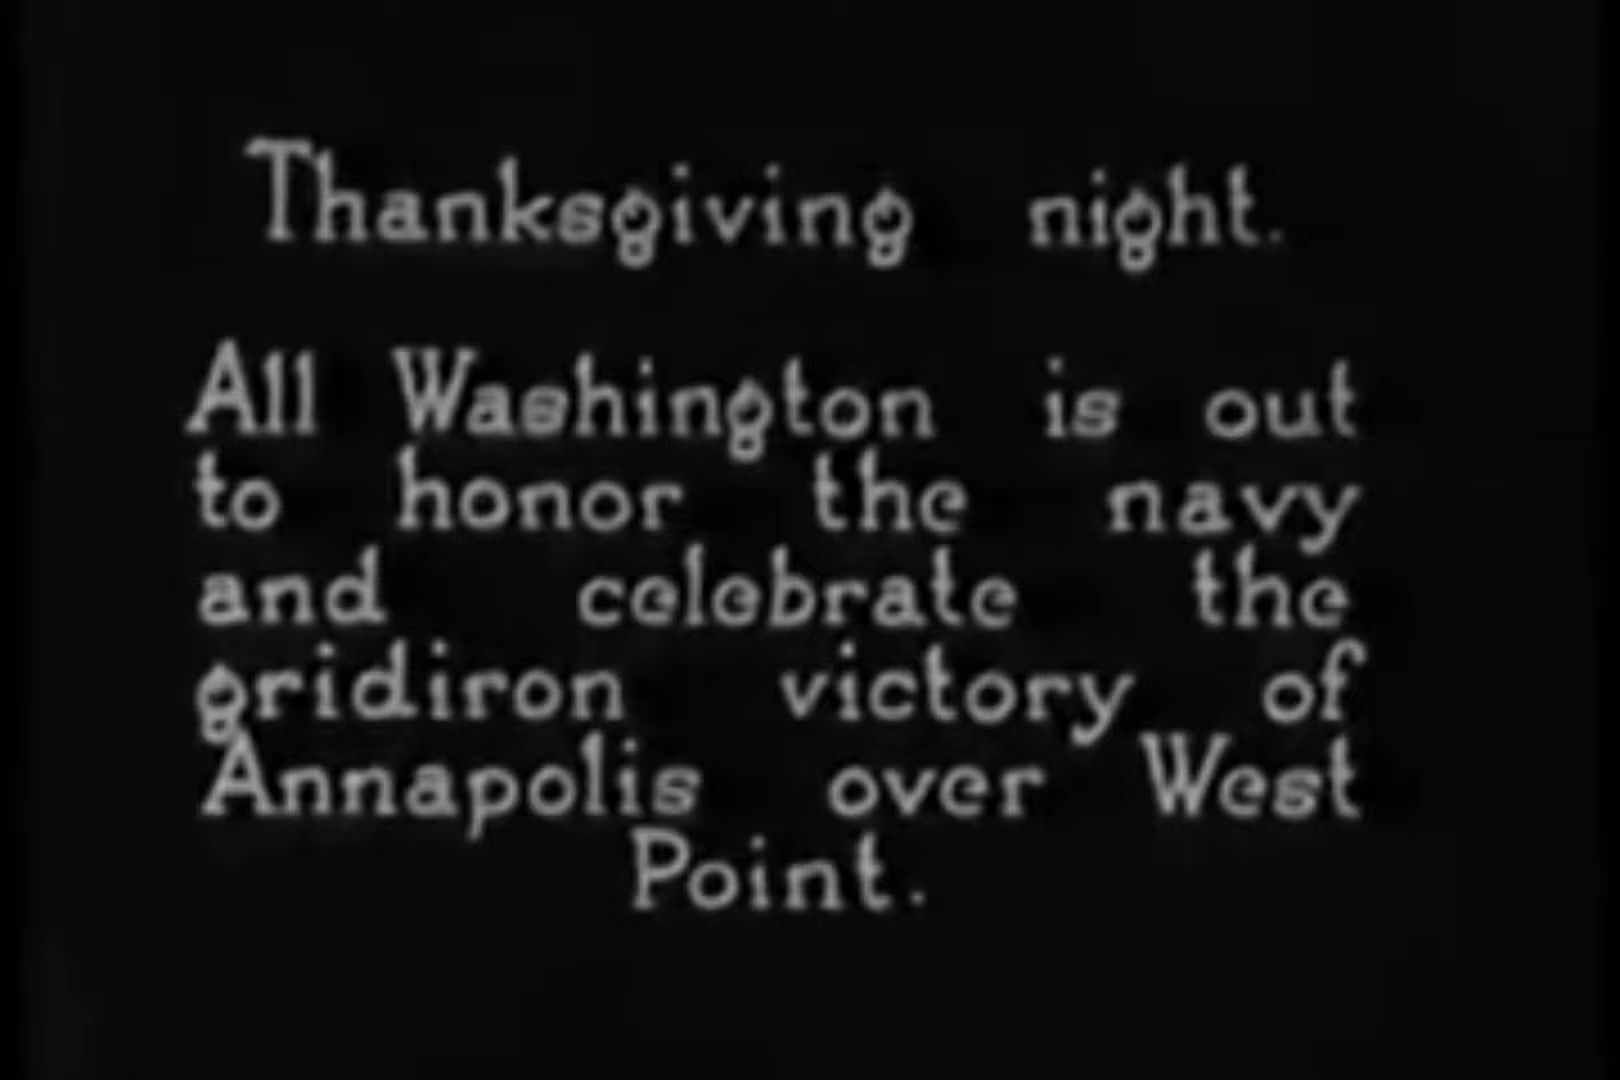 Thanksgiving night.
All Washington is out
to honor the navy
and celebrate the
gridiron victory of
Annapolis over West
Point.